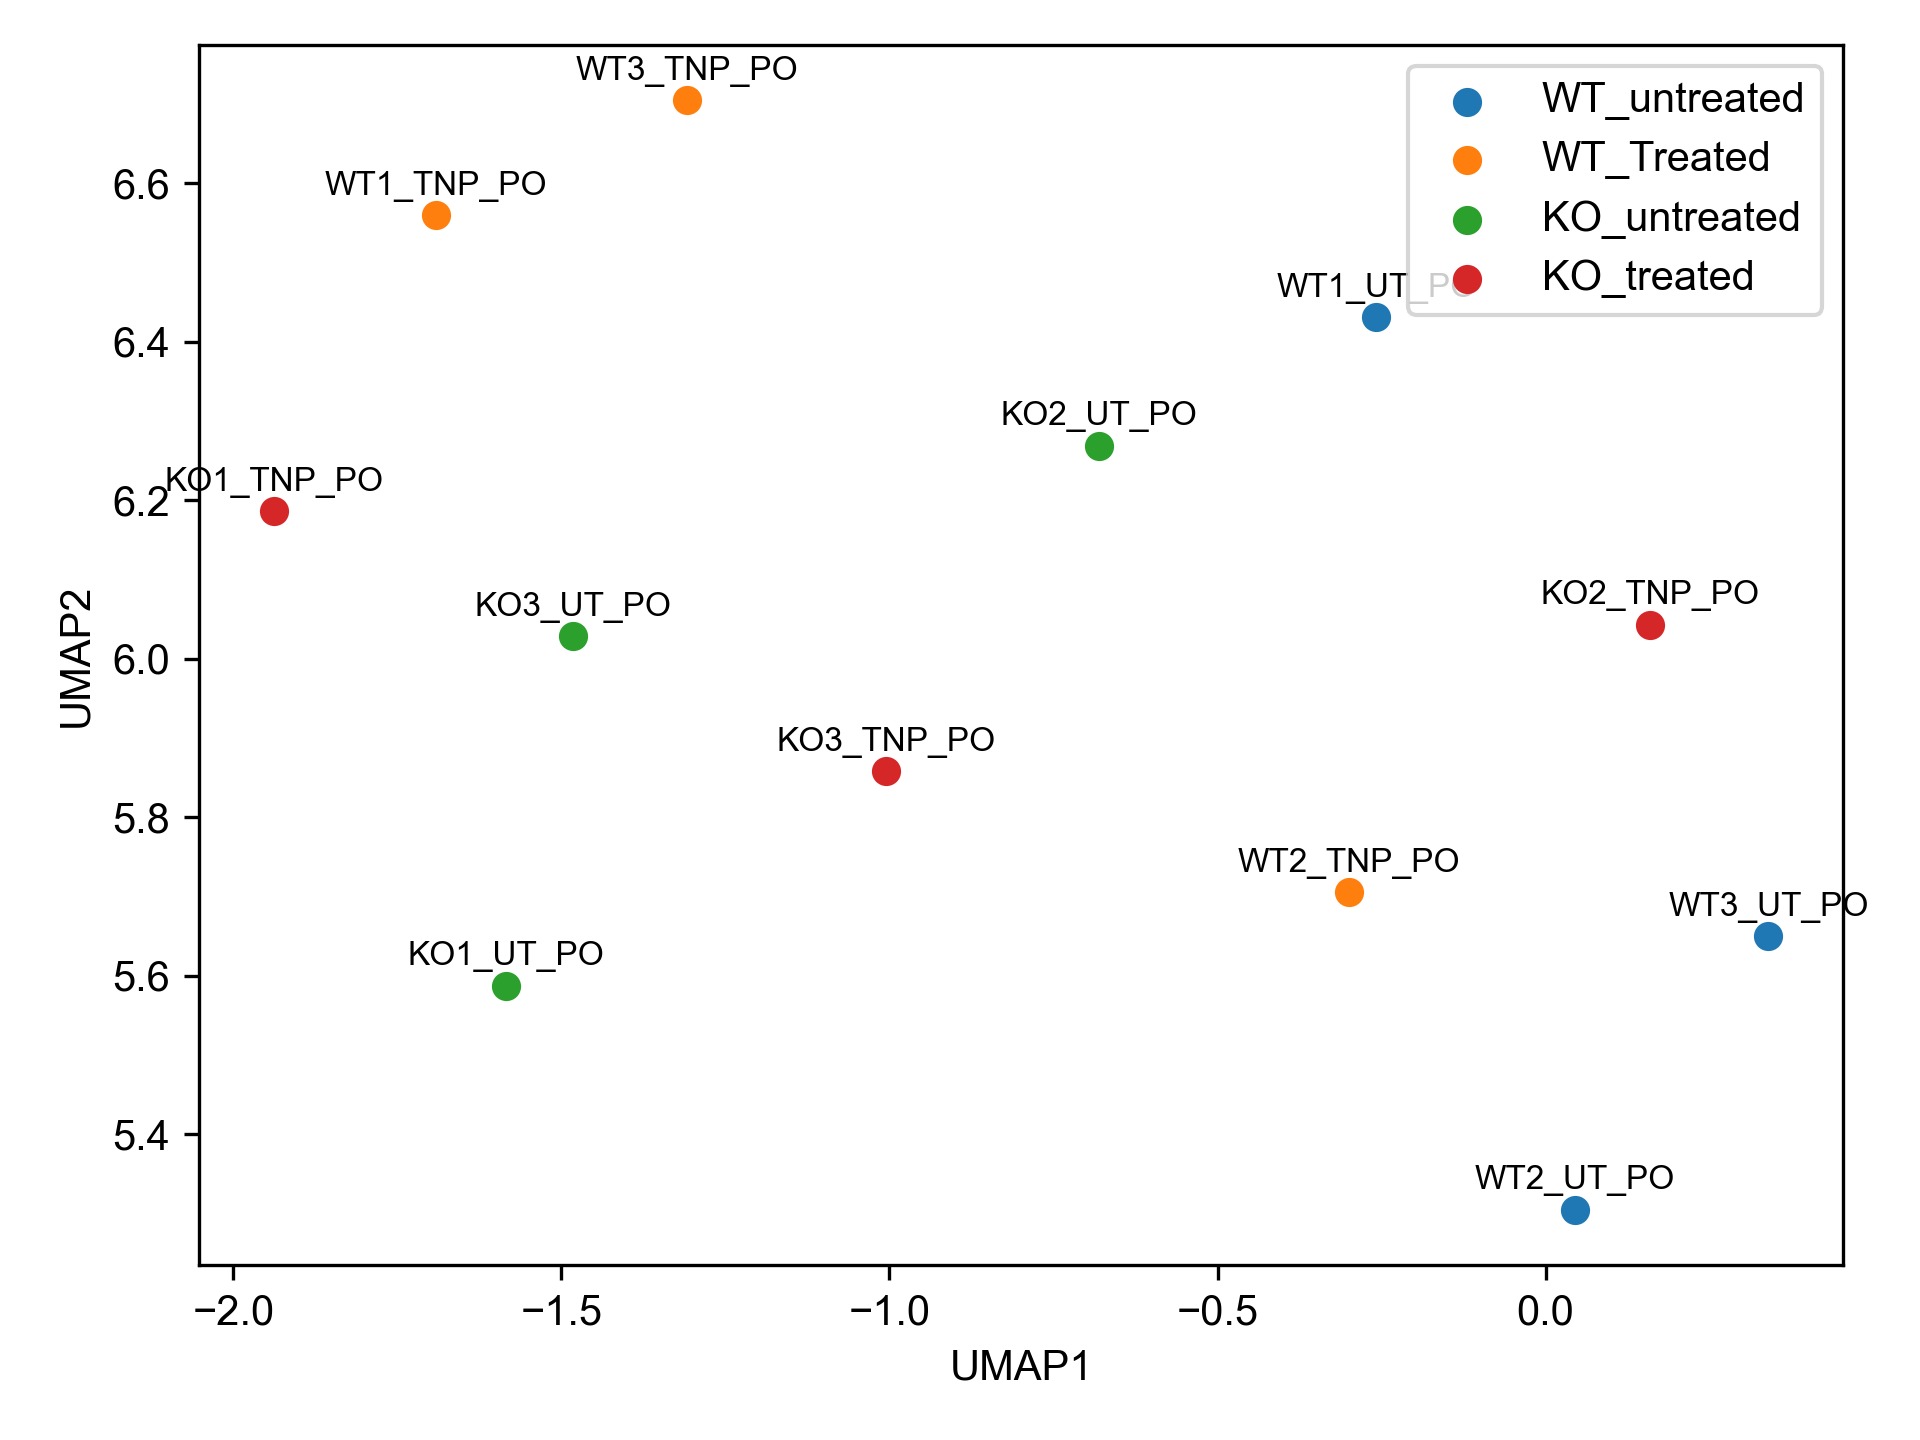 WT3_TNP_PO
WT_untreated
WT_Treated
KO_untreated
KO_treated
WT1_TNP_PO
6.6
WT1_UT_PO
6.4
KO2_UT_PO
KO1_TNP_PO
6.2
KO3_UT_PO
KO2_TNP_PO
6.0
UMAP2
KO3_TNP_PO
5.8
WT2_TNP_PO
WT3_UT_PO
KO1_UT_PO
5.6
5.4
WT2_UT_PO
−2.0 −1.5 −1.0 −0.5 0.0
UMAP1